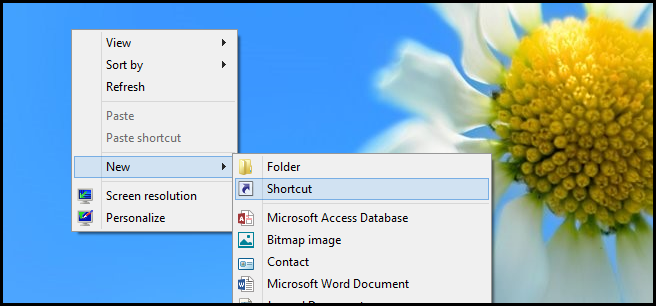 View
Sort by
Refresh
Paste
Paste shortcut
New
Screen resolution
Personalize
Folder
Shortcut
Microsoft Access Database
Bitmap image
Contact
Microsoft Word Document